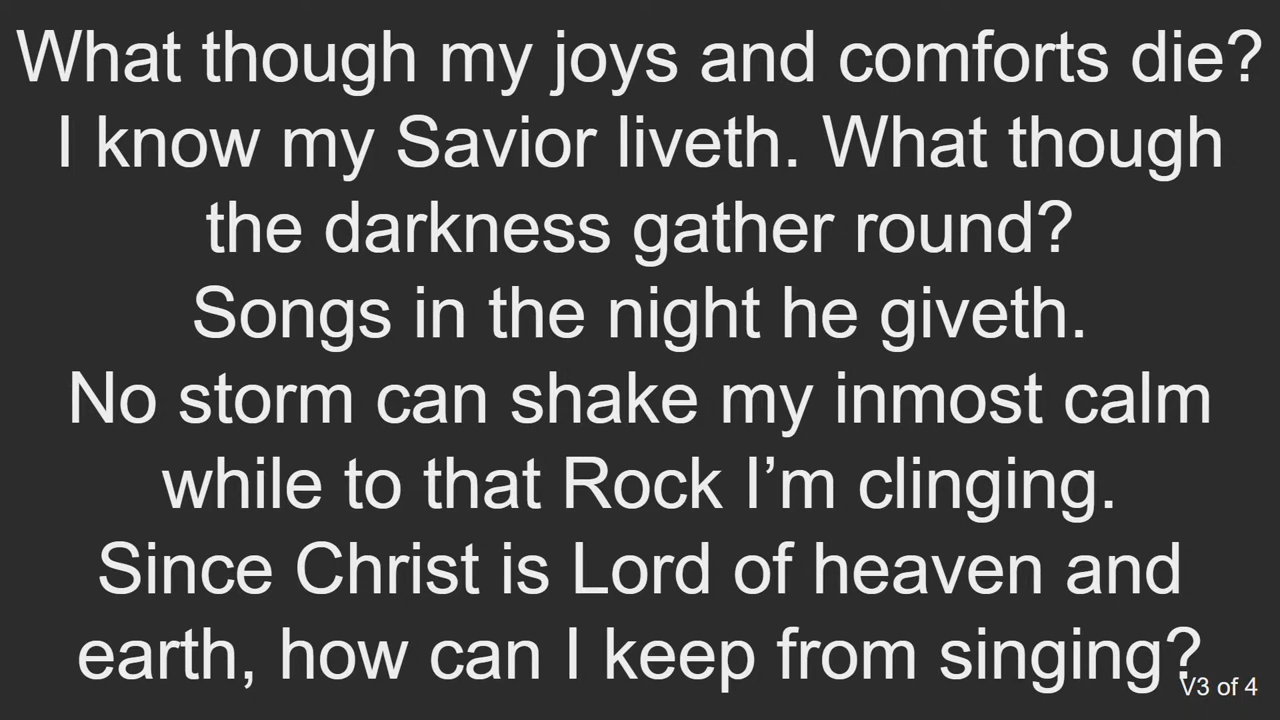 What though my joys and comforts die?
I know my Savior liveth. What though
the darkness gather round?
Songs in the night he giveth.
No storm can shake my inmost calm
while to that Rock I’m clinging.
Since Christ is Lord of heaven and
earth, how can I keep from singing?
V3 of 4